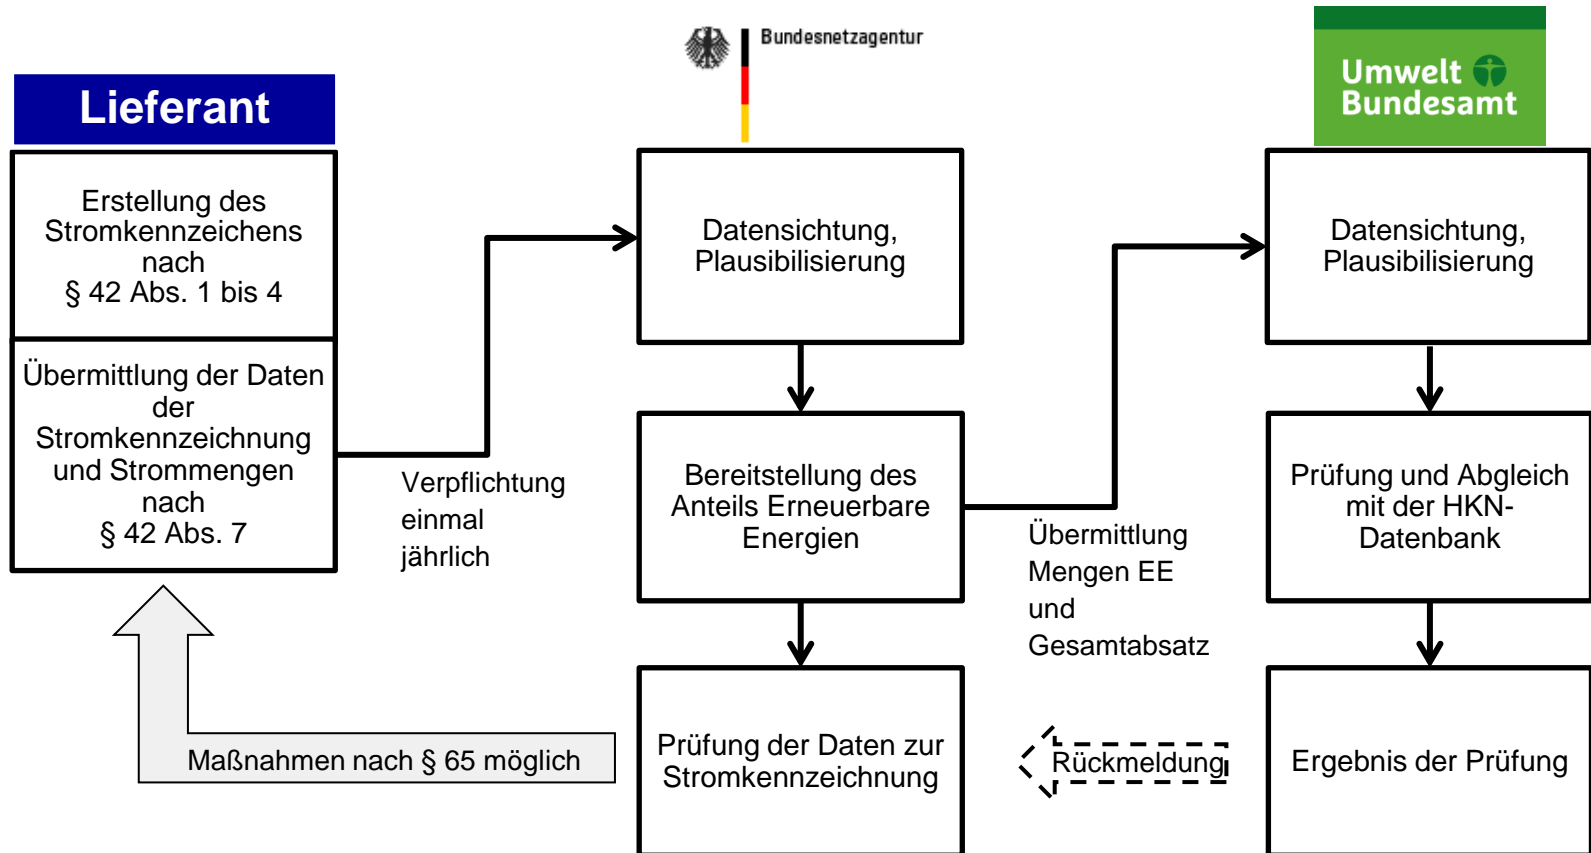 Bundesnetzagentur
Umwelt
Bundesamt
Lieferant
Erstellung des
Stromkennzeichens
nach
§ 42 Abs. 1 bis 4
Übermittlung der Daten
der
Stromkennzeichnung
und Strommengen
nach
§ 42 Abs. 7
Verpflichtung
einmal
jährlich
Datensichtung,
Plausibilisierung
Bereitstellung des
Anteils Erneuerbare
Energien
Prüfung der Daten zur
Stromkennzeichnung
Übermittlung
Mengen EE
und
Gesamtabsatz
Datensichtung,
Plausibilisierung
Prüfung und Abgleich
mit der HKN-
Datenbank
Ergebnis der Prüfung
Rückmeldung
Maßnahmen nach § 65 möglich